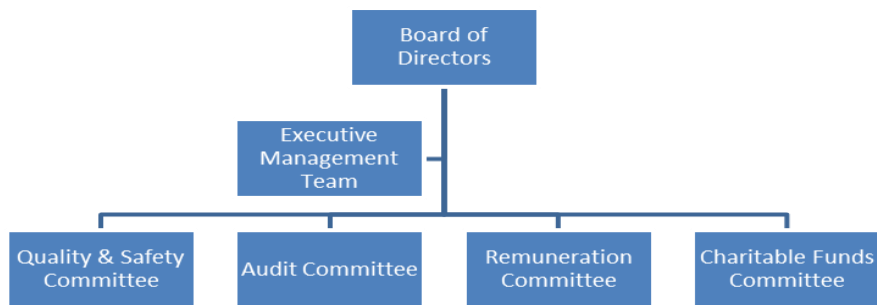 Board of
Directors
Executive
Management
Team
Quality & Safety
Committee
Audit Committee
Remuneration
Committee
Charitable Funds
Committee